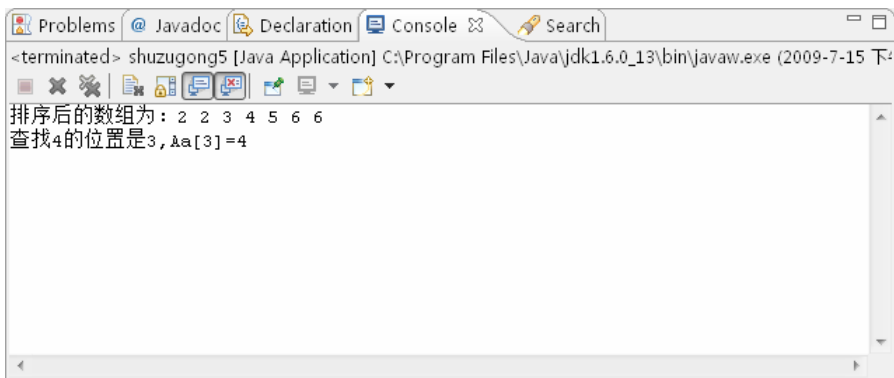 Problems @ Javadoc Declaration Console Search
<terminated> shuzugong5 [Java Application] C:\Program Files\Java\jdk1.6.0_13\bin\javaw.exe (2009-7-15 下
排序后的数组为: 2 2 3 4 5 6 6
查找4的位置是3,Aa[3]=4